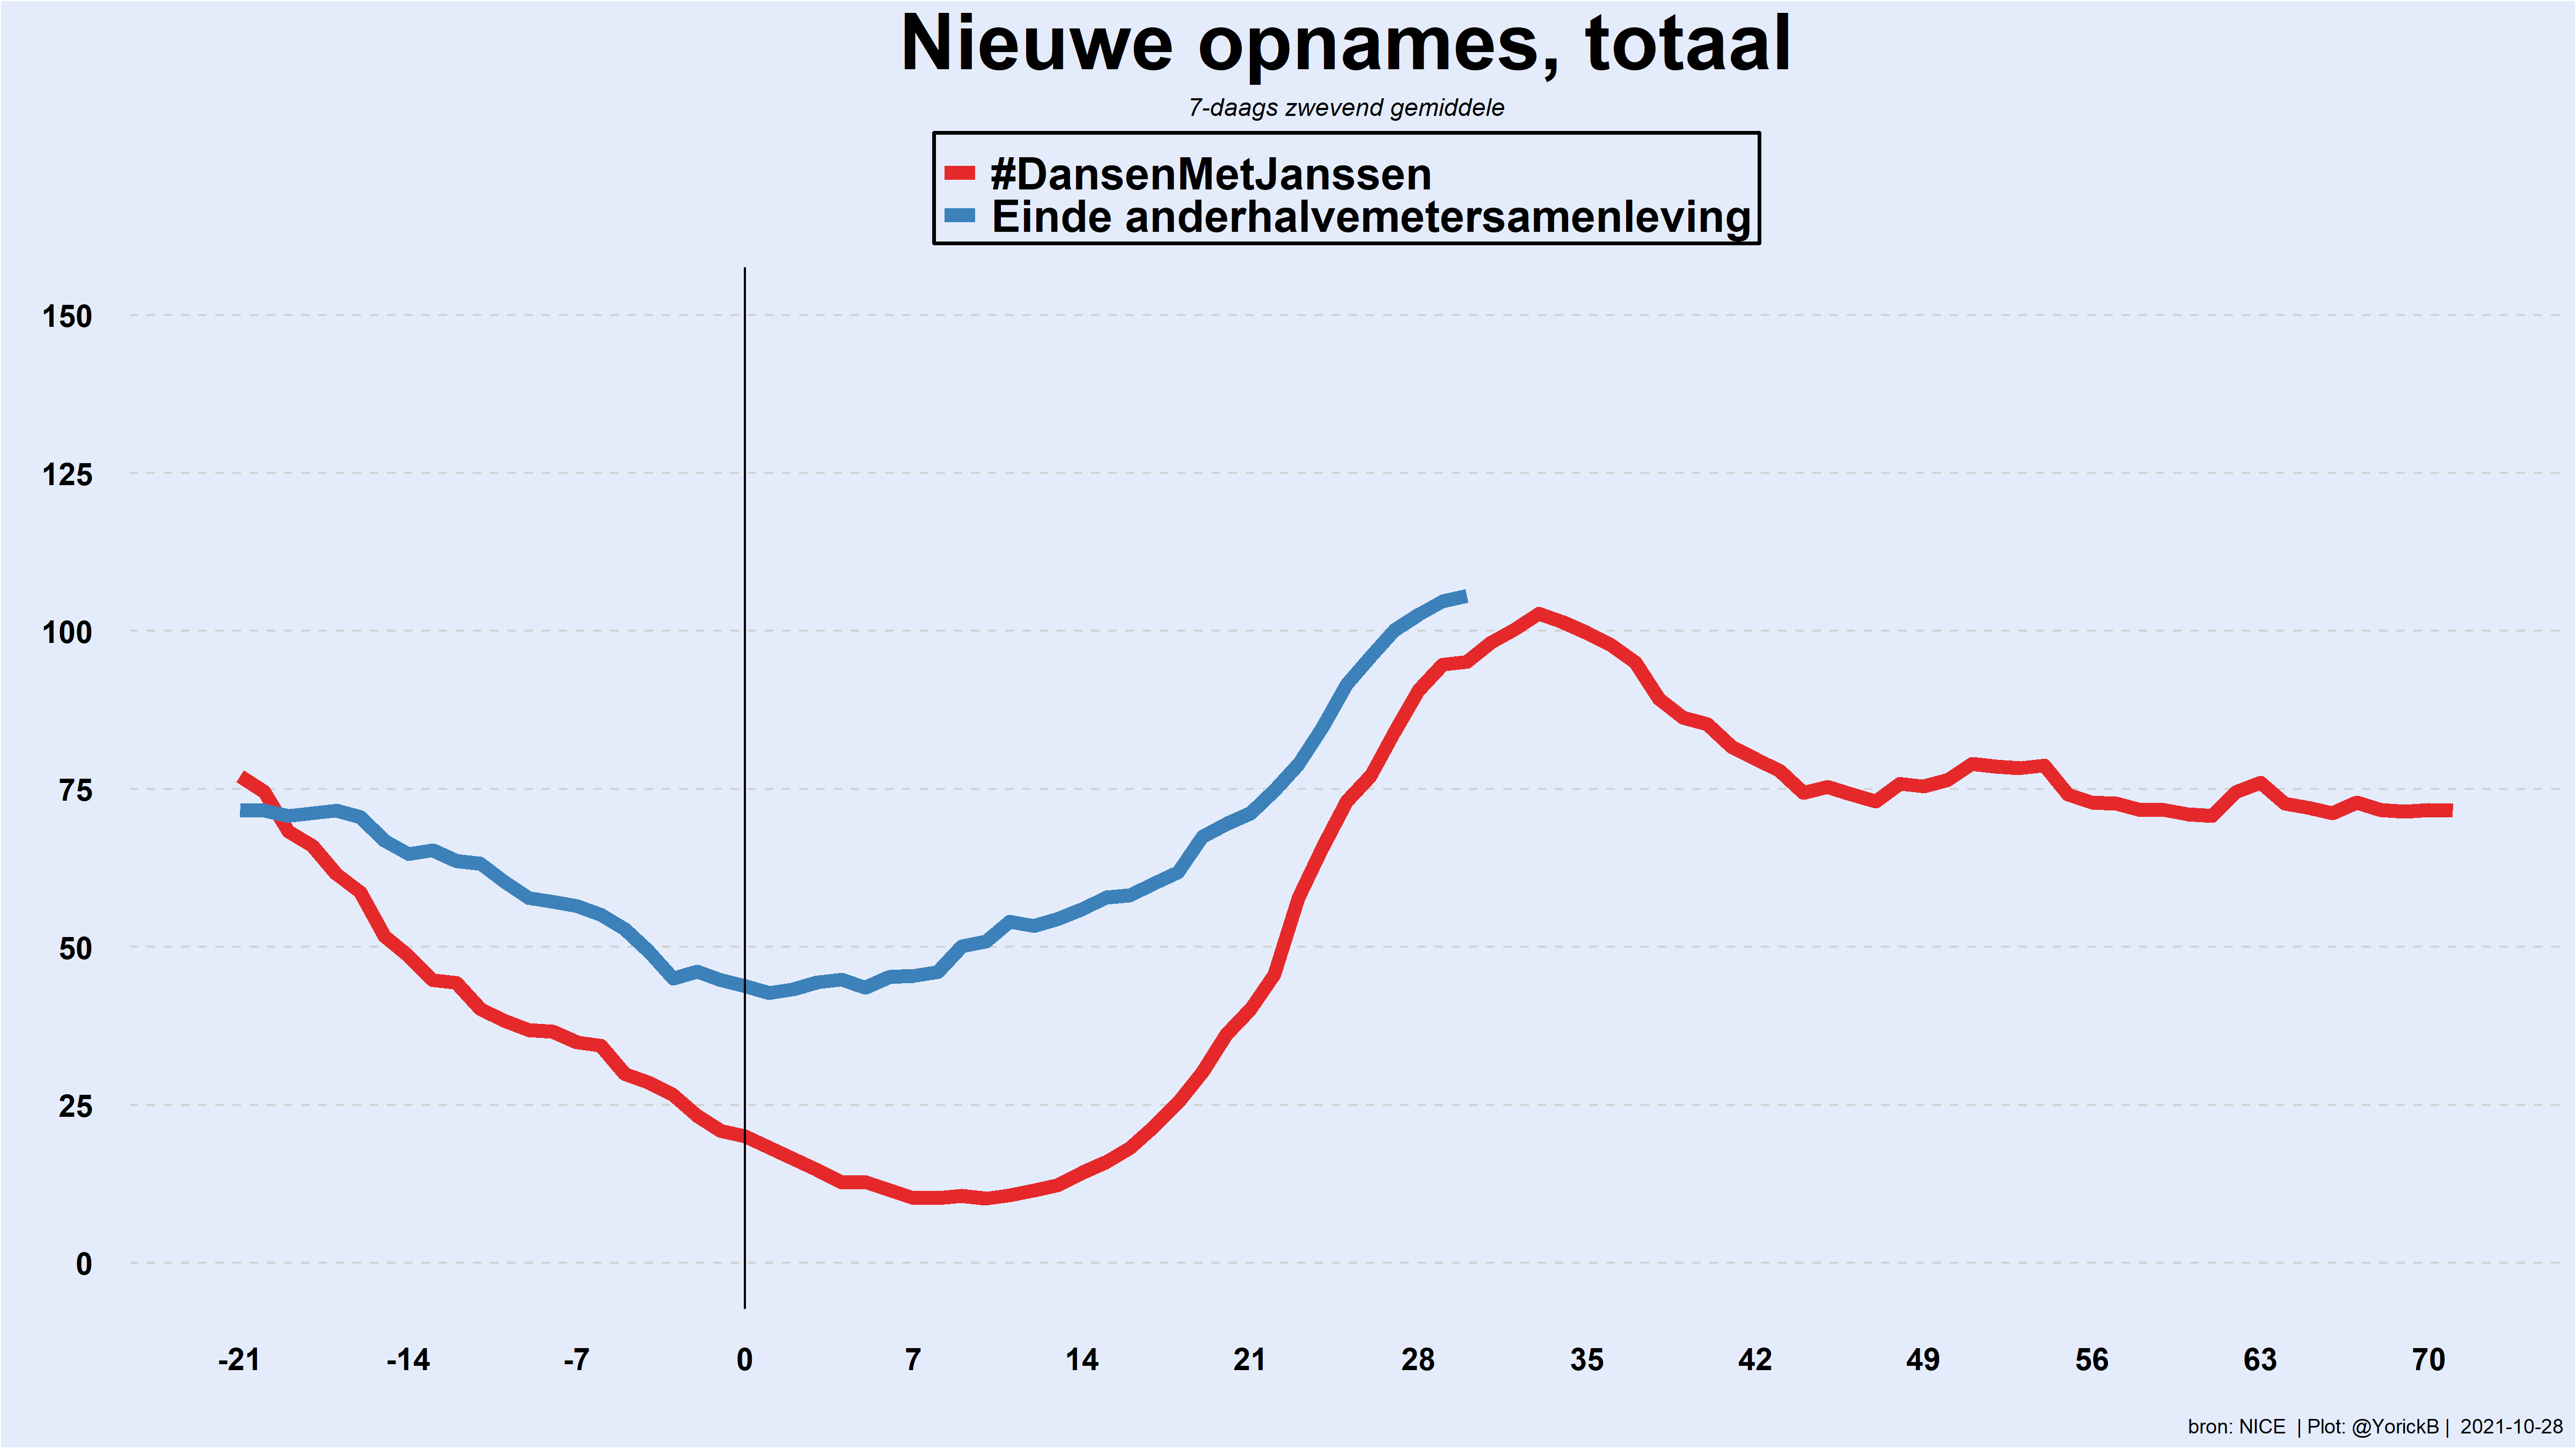 Nieuwe opnames, totaal
7-daags zwevend gemiddele
#DansenMetJanssen
Einde anderhalvemetersamenleving
150
125
100
75
50
25
0
-21 -14 -7 0 7 14 21 28 35 42 49 56 63 70
bron: NICE | Plot: @YorickB | 2021-10-28